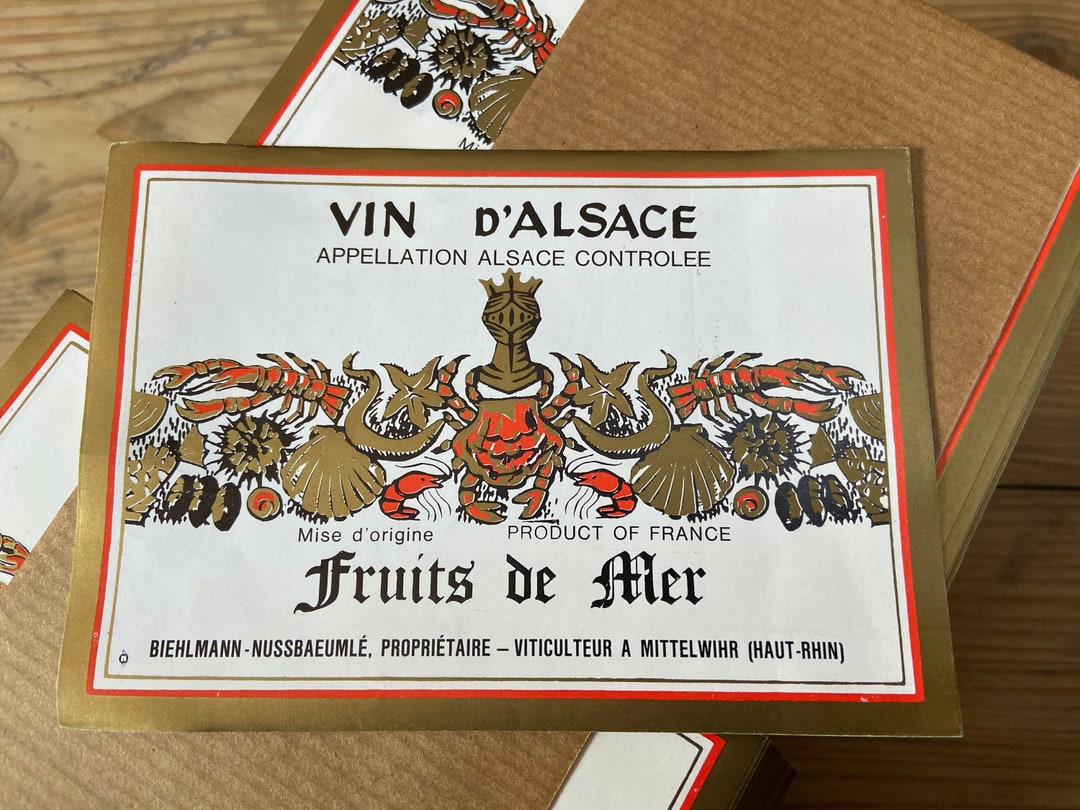 VIN D'ALSACE
APPELLATION ALSACE CONTROLEE
Mise d'origine PRODUCT OF FRANCE
Fruits de Mer
BIEHLMANN-NUSSBAEUMLÉ, PROPRIÉTAIRE – VITICULTEUR A MITTELWIHR (HAUT-RHIN)